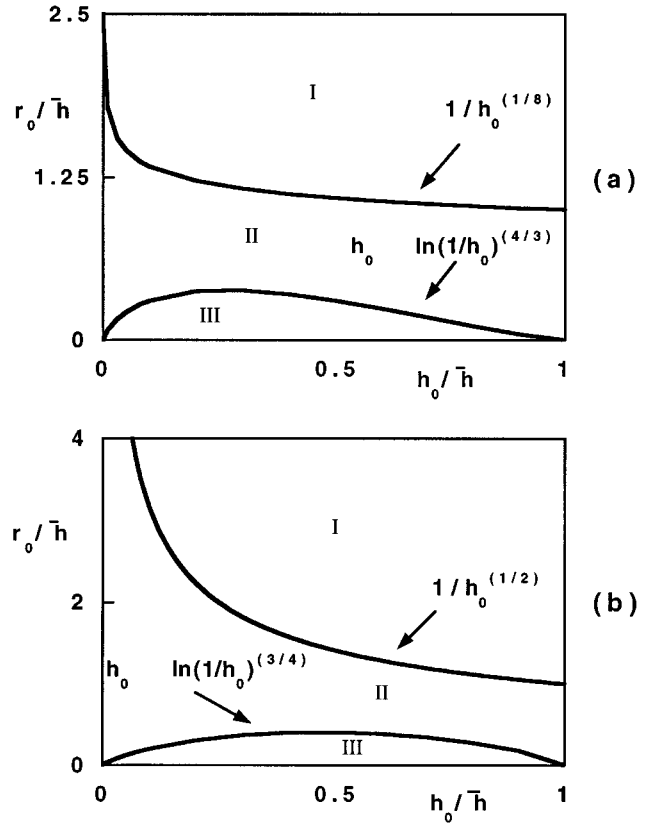 2.5
I
r₀/h̄
1/h₀^(1/8)
1.25
(a)
II
h₀ ln(1/h₀)^(4/3)
III
0
0 0.5 1
h₀/h̄
4
I
r₀/h̄
1/h₀^(1/2)
2
(b)
h₀ ln(1/h₀)^(3/4)
II
III
0
0 0.5 1
h₀/h̄